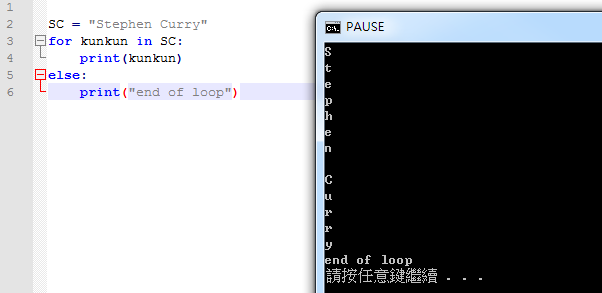 1
2 SC = "Stephen Curry"
3 for kunkun in SC:
4     print(kunkun)
5 else:
6     print("end of loop")
PAUSE
S
t
e
p
h
e
n

C
u
r
r
y
end of loop
請按任意鍵繼續 . . .